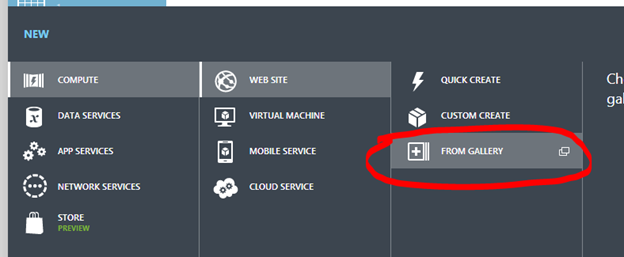 NEW
COMPUTE
DATA SERVICES
APP SERVICES
NETWORK SERVICES
STORE
PREVIEW
WEB SITE
VIRTUAL MACHINE
MOBILE SERVICE
CLOUD SERVICE
QUICK CREATE
CUSTOM CREATE
FROM GALLERY
Ch
gal